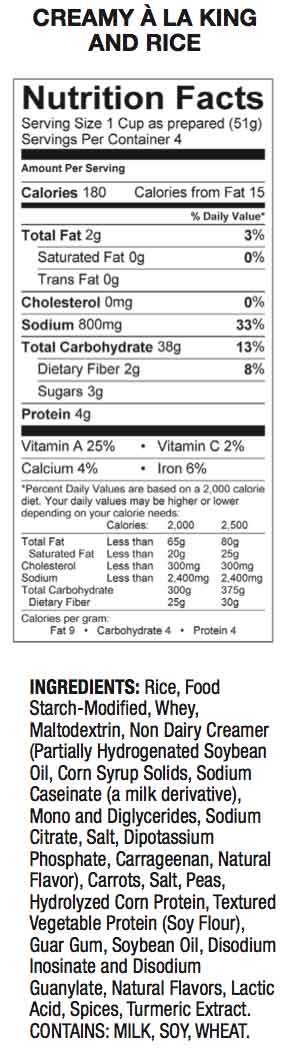 CREAMY À LA KING
AND RICE
Nutrition Facts
Serving Size 1 Cup as prepared (51g)
Servings Per Container 4
Amount Per Serving
Calories 180 Calories from Fat 15
% Daily Value*
Total Fat 2g 3%
Saturated Fat 0g 0%
Trans Fat 0g
Cholesterol 0mg 0%
Sodium 800mg 33%
Total Carbohydrate 38g 13%
Dietary Fiber 2g 8%
Sugars 3g
Protein 4g
Vitamin A 25% • Vitamin C 2%
Calcium 4% • Iron 6%
*Percent Daily Values are based on a 2,000 calorie
diet. Your daily values may be higher or lower
depending on your calorie needs:
Calories: 2,000 2,500
Total Fat Less than 65g 80g
Saturated Fat Less than 20g 25g
Cholesterol Less than 300mg 300mg
Sodium Less than 2,400mg 2,400mg
Total Carbohydrate 300g 375g
Dietary Fiber 25g 30g
Calories per gram:
Fat 9 • Carbohydrate 4 • Protein 4
INGREDIENTS: Rice, Food
Starch-Modified, Whey,
Maltodextrin, Non Dairy Creamer
(Partially Hydrogenated Soybean
Oil, Corn Syrup Solids, Sodium
Caseinate (a milk derivative),
Mono and Diglycerides, Sodium
Citrate, Salt, Dipotassium
Phosphate, Carrageenan, Natural
Flavor), Carrots, Salt, Peas,
Hydrolyzed Corn Protein, Textured
Vegetable Protein (Soy Flour),
Guar Gum, Soybean Oil, Disodium
Inosinate and Disodium
Guanylate, Natural Flavors, Lactic
Acid, Spices, Turmeric Extract.
CONTAINS: MILK, SOY, WHEAT.